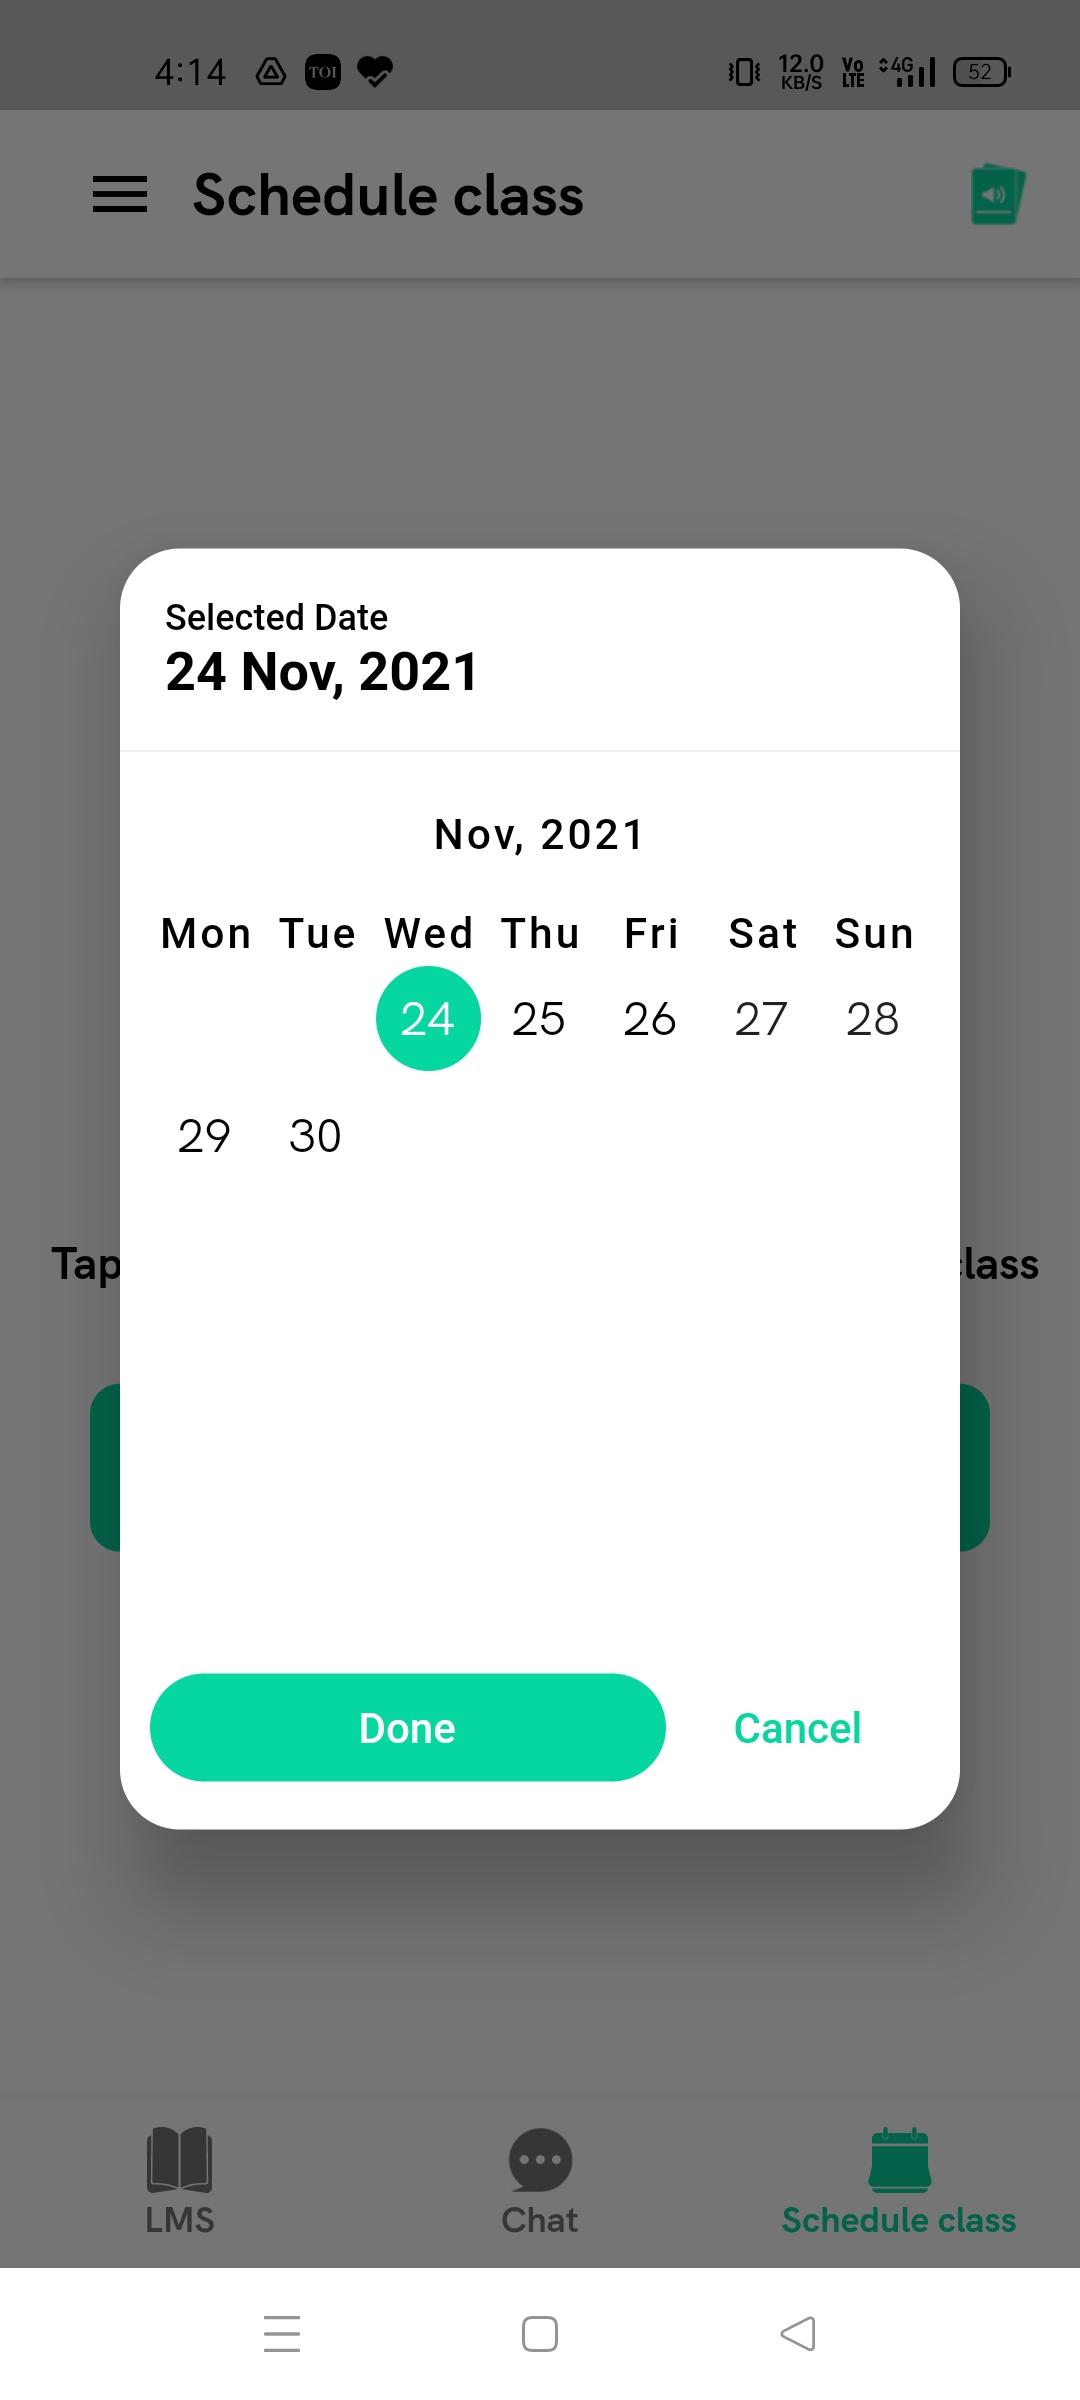 4:14 TOI 12.0 KB/S Vo LTE 4G 52
Schedule class
Selected Date
24 Nov, 2021
Nov, 2021
Mon Tue Wed Thu Fri Sat Sun
24 25 26 27 28
29 30
Tap class
Done Cancel
LMS Chat Schedule class